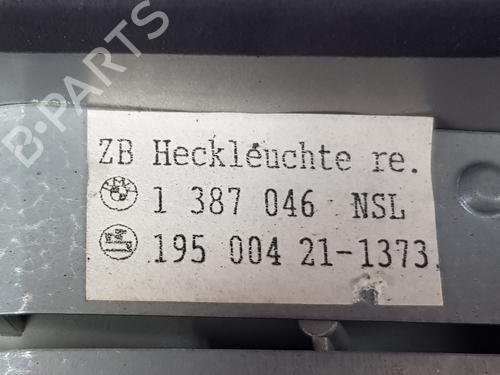 B-PARTS
ZB Heckleuchte re.
1 387 046 NSL
195 004 21-1373